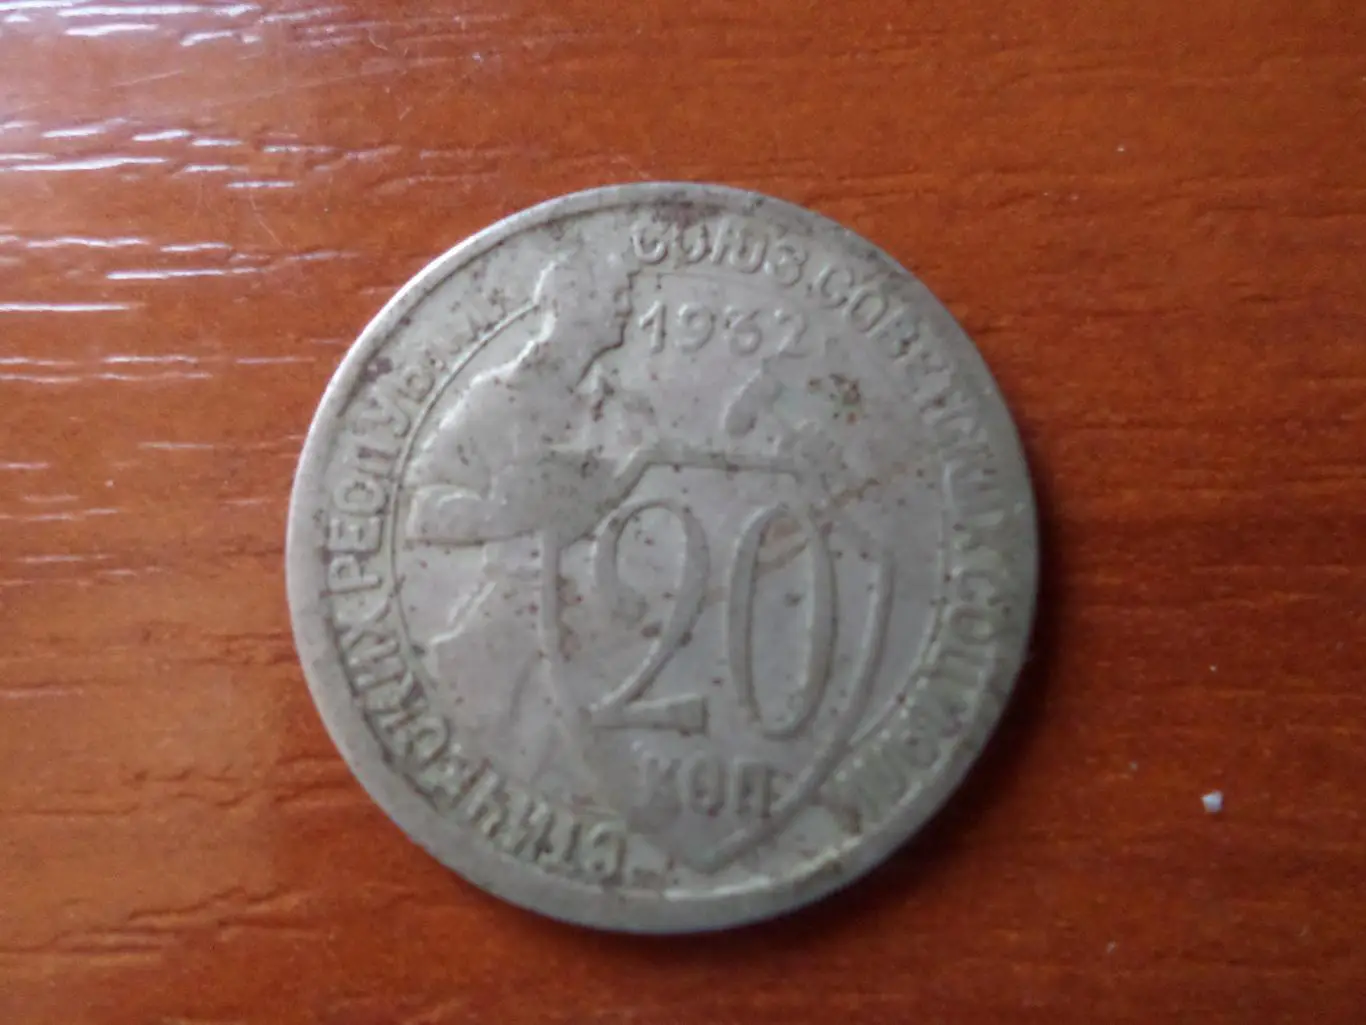 СОЮЗ СОВЕТСКИХ СОЦИАЛИСТИЧЕСКИХ РЕСПУБЛИК
1932
20
КОП